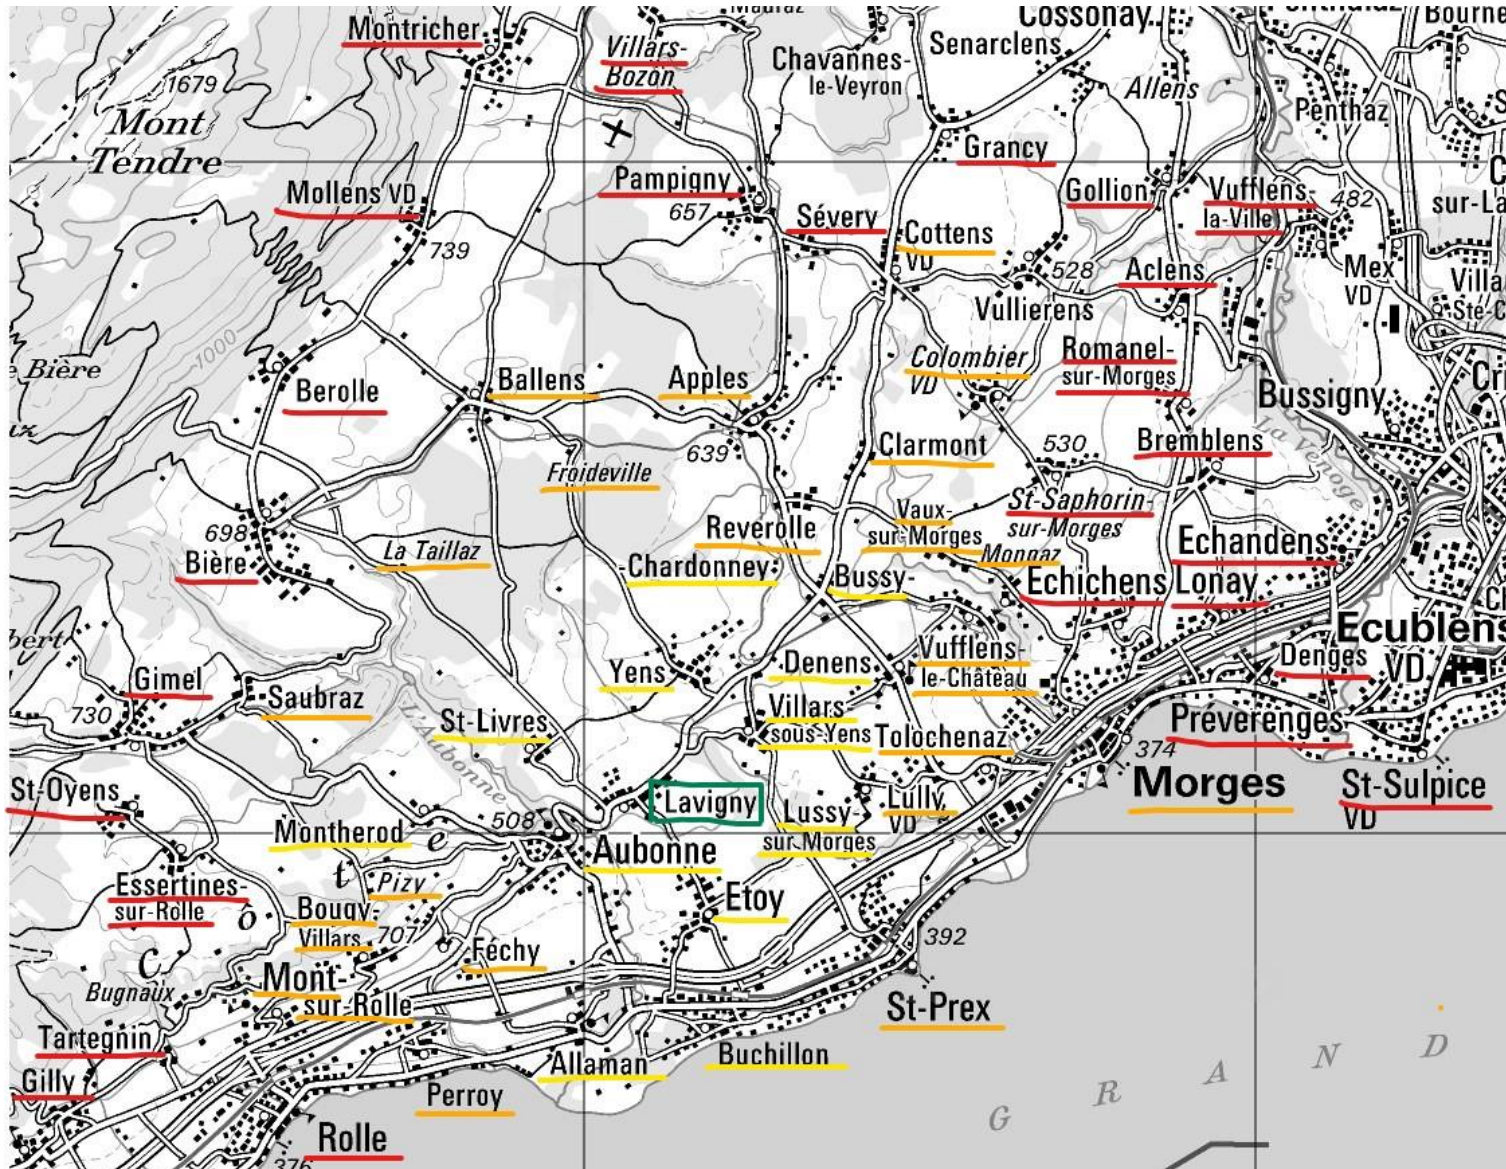 Cossonay
Bourne
Montricher
Villars-
Bozon
Chavannes-
le-Veyron
Senarclens
Allens
Penthaz
1679
Mont
Tendre
Grancy
Mollens VD
Pampigny
657
Sévery
Gollion
Vufflens-
la-Ville
482
sur-La
739
Cottens
VD
528
Aclens
Mex
VD
Villa
Ste-C
Vullierens
1000
Bière
Berolle
Ballens
Apples
Colombier
VD
Romanel-
sur-Morges
Bussigny
Cri
639
Clarmont
530
Bremblens
La Venoge
Froideville
698
Bière
La Taillaz
Reverolle
Vaux-
sur-Morges
St-Saphorin-
sur-Morges
Monnaz
Echandens
Chardonney
Bussy-
Echichens
Lonay
Ecublens
VD
Gimel
730
Saubraz
L'Aubonne
Yens
St-Livres
Denens
Villars-
sous-Yens
Vufflens-
le-Château
Tolochenaz
Denges
Préverenges
374
Morges
St-Sulpice
VD
St-Oyens
Montherod
508
Lavigny
Lussy-
sur Morges
Lully
VD
Aubonne
Essertines-
sur-Rolle
Pizy
Bougy-
Villars
707
Etoy
Féchy
392
C ô t e
Bugnaux
Mont-
sur-Rolle
St-Prex
Tartegnin
Gilly
Allaman
Buchillon
Perroy
Rolle
376
G R A N D